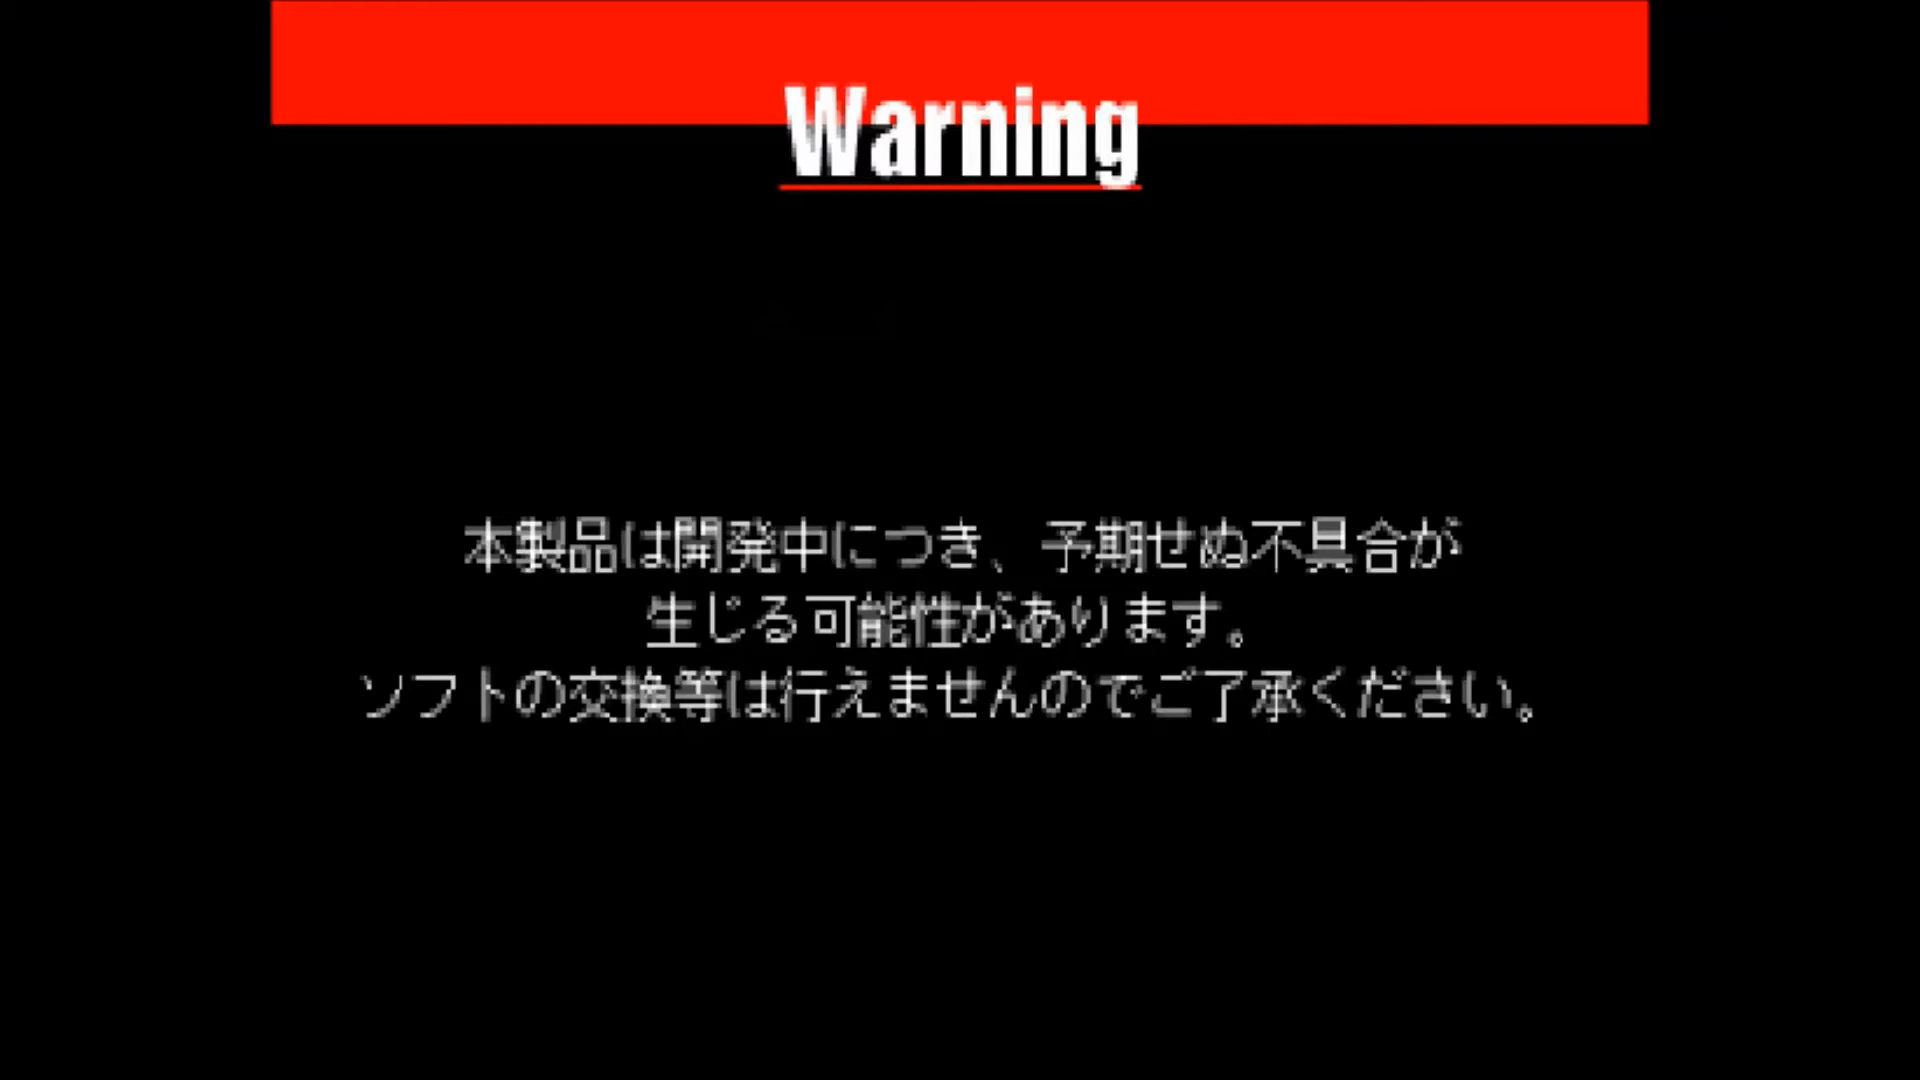 Warning
本製品は開発中につき、予期せぬ不具合が
生じる可能性があります。
ソフトの交換等は行えませんのでご了承ください。